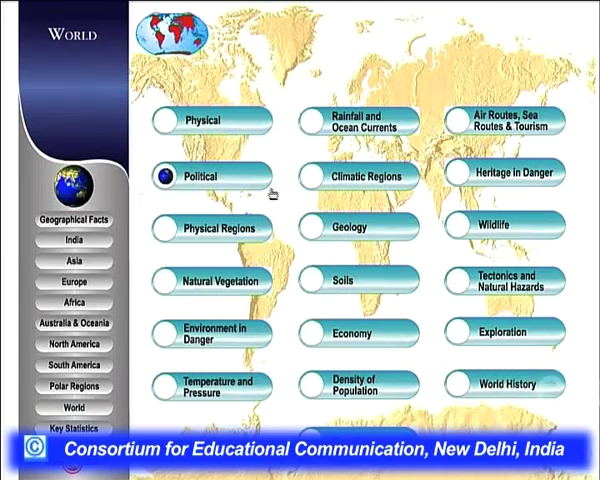 WORLD
Geographical Facts
India
Asia
Europe
Africa
Australia & Oceania
North America
South America
Polar Regions
World
Key Statistics
Physical
Political
Physical Regions
Natural Vegetation
Environment in
Danger
Temperature and
Pressure
Rainfall and
Ocean Currents
Climatic Regions
Geology
Soils
Economy
Density of
Population
Air Routes, Sea
Routes & Tourism
Heritage in Danger
Wildlife
Tectonics and
Natural Hazards
Exploration
World History
© Consortium for Educational Communication, New Delhi, India